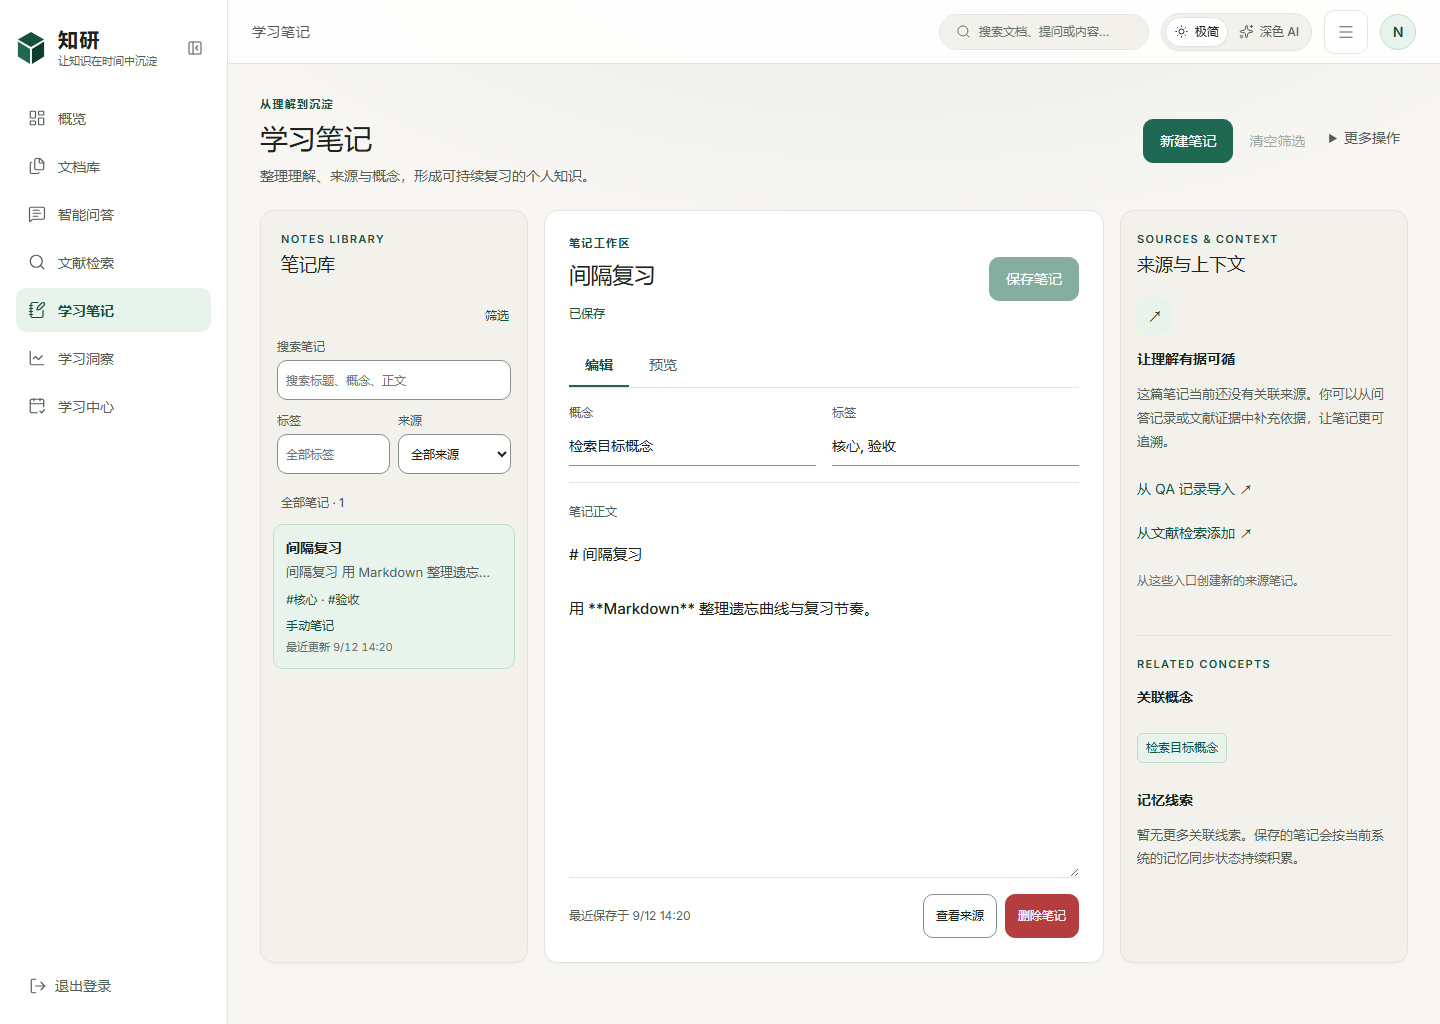 知研
让知识在时间中沉淀
概览
文档库
智能问答
文献检索
学习笔记
学习洞察
学习中心
退出登录
学习笔记
搜索文档、提问或内容...
极简
深色 AI
N
从理解到沉淀
学习笔记
整理理解、来源与概念，形成可持续复习的个人知识。
新建笔记
清空筛选
更多操作
NOTES LIBRARY
笔记库
筛选
搜索笔记
搜索标题、概念、正文
标签
来源
全部标签
全部来源
全部笔记 · 1
间隔复习
间隔复习 用 Markdown 整理遗忘...
#核心 · #验收
手动笔记
最近更新 9/12 14:20
笔记工作区
间隔复习
保存笔记
已保存
编辑
预览
概念
标签
检索目标概念
核心, 验收
笔记正文
# 间隔复习
用 **Markdown** 整理遗忘曲线与复习节奏。
最近保存于 9/12 14:20
查看来源
删除笔记
SOURCES & CONTEXT
来源与上下文
让理解有据可循
这篇笔记当前还没有关联来源。你可以从问
答记录或文献证据中补充依据，让笔记更可
追溯。
从 QA 记录导入 ↗
从文献检索添加 ↗
从这些入口创建新的来源笔记。
RELATED CONCEPTS
关联概念
检索目标概念
记忆线索
暂无更多关联线索。保存的笔记会按当前系
统的记忆同步状态持续积累。